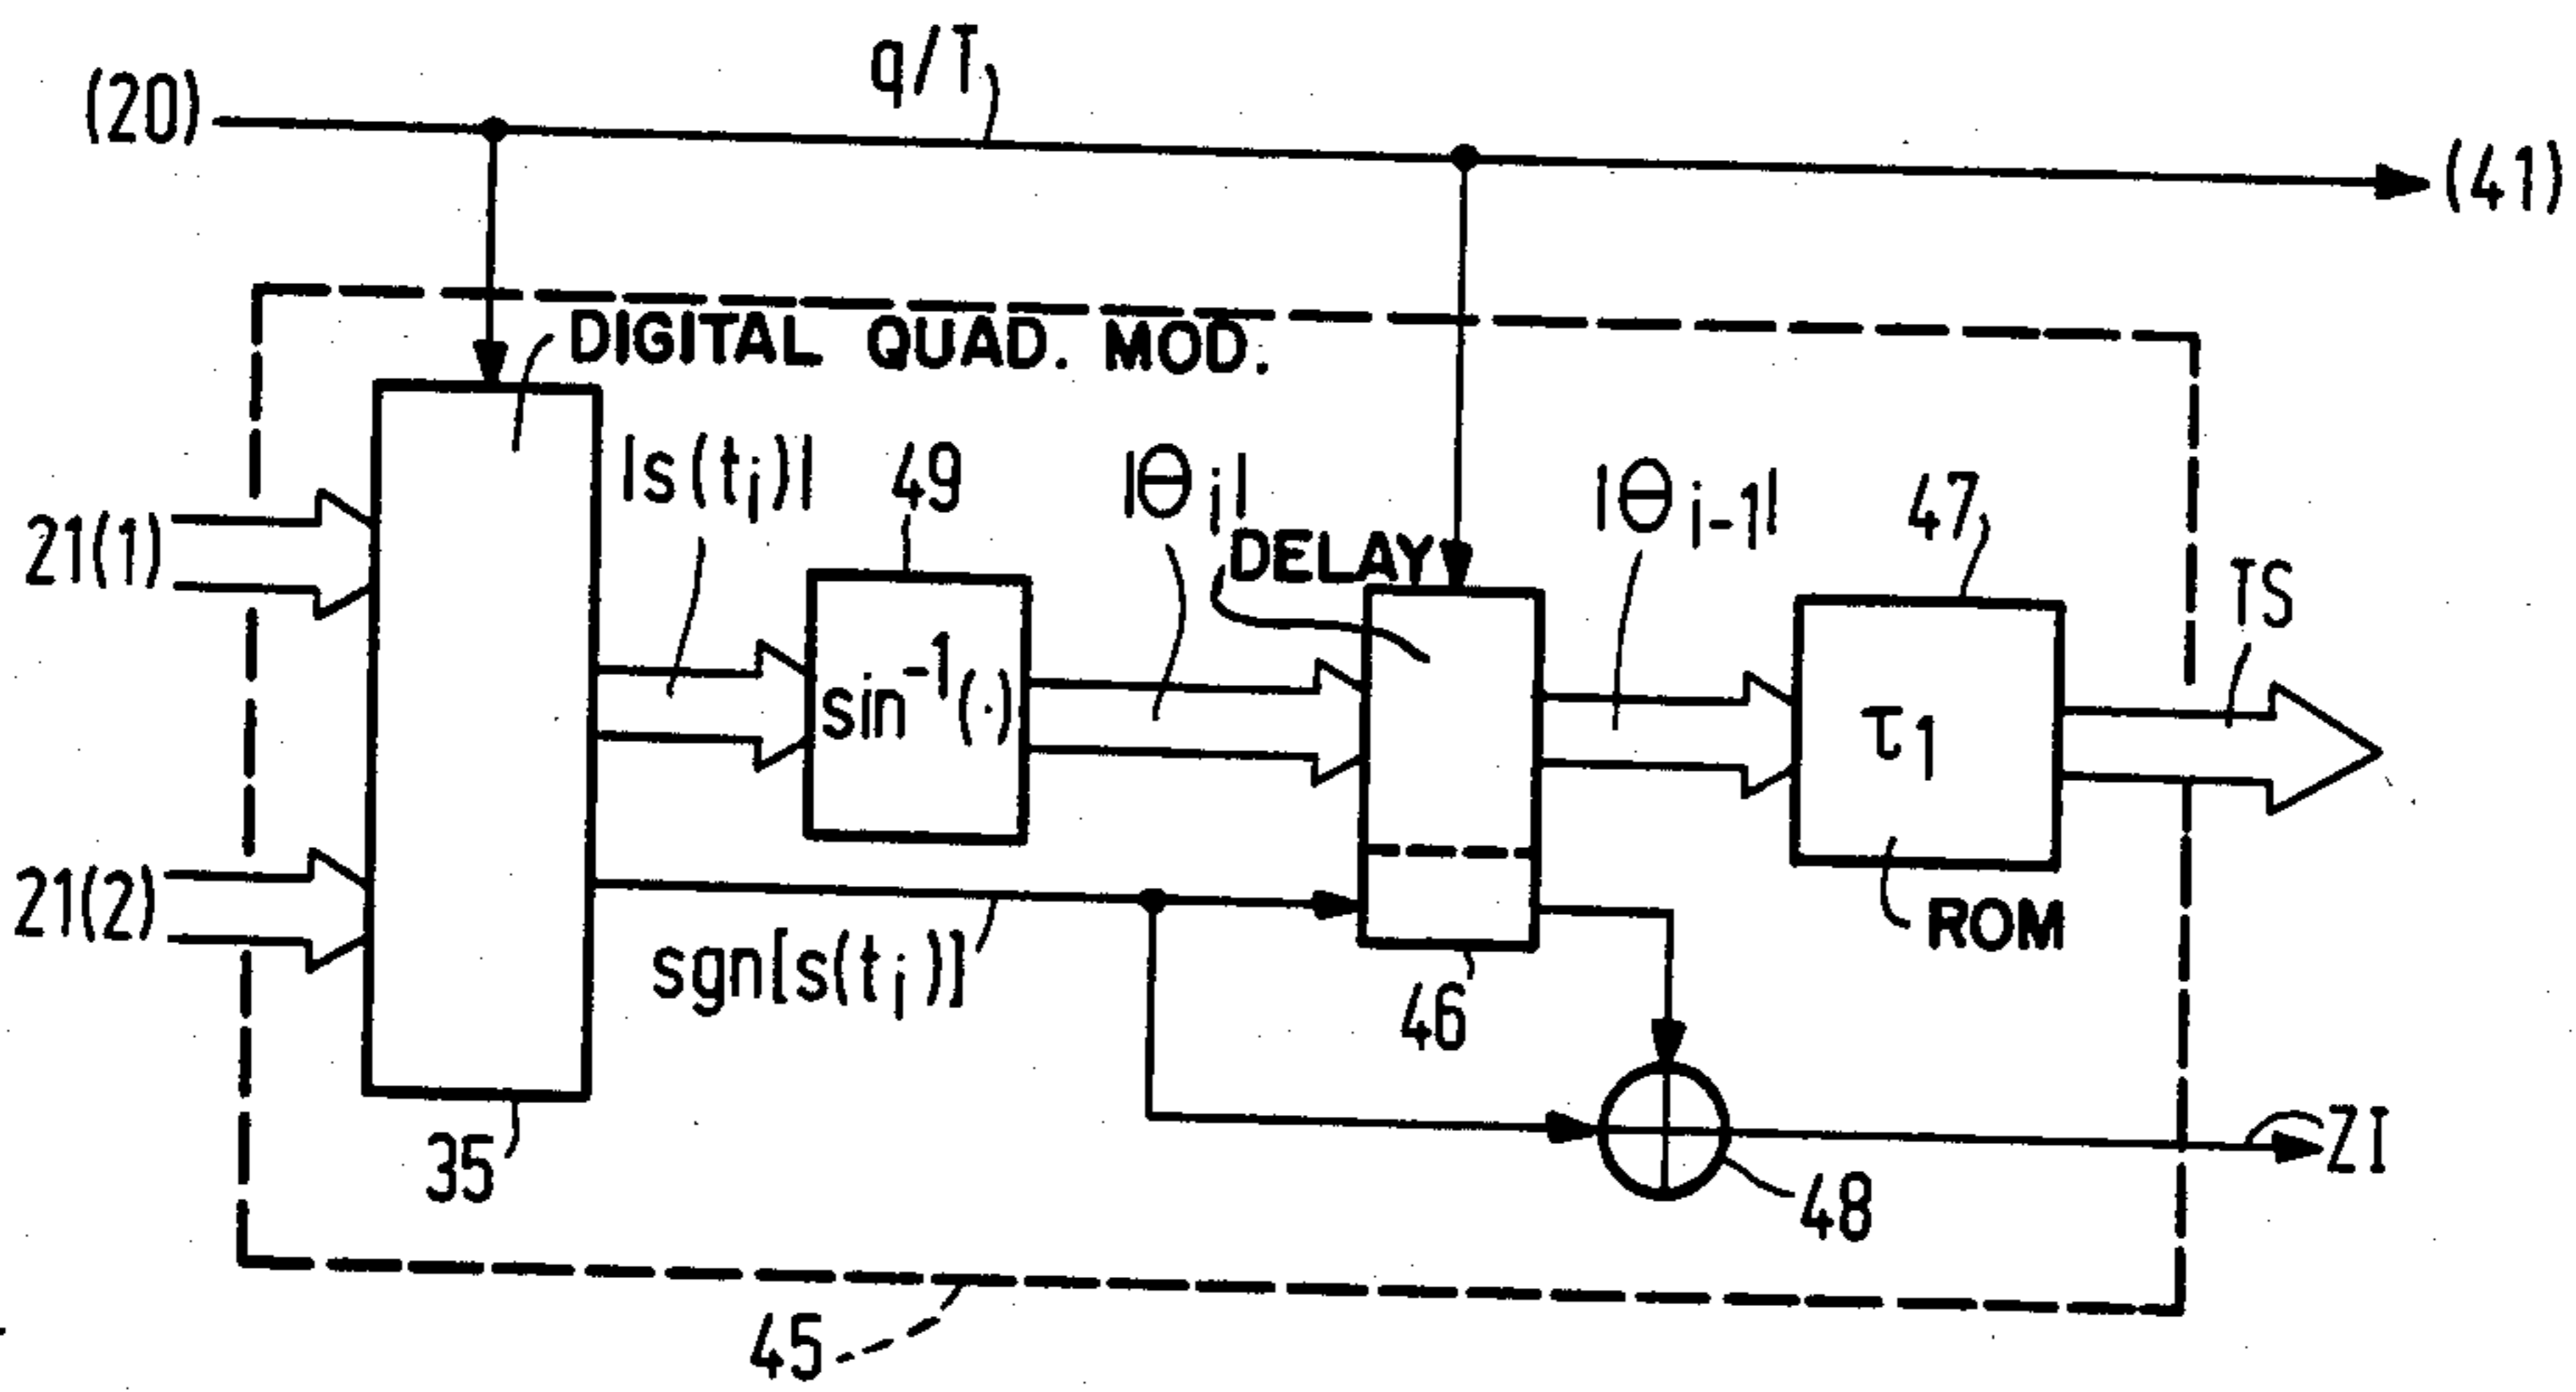 q/T
(20)
(41)
DIGITAL QUAD. MOD.
|s(ti)|
49
|θi|
DELAY
|θi-1|
47
TS
21(1)
sin-1(·)
τ1
21(2)
sgn[s(ti)]
ROM
46
35
48
ZI
45